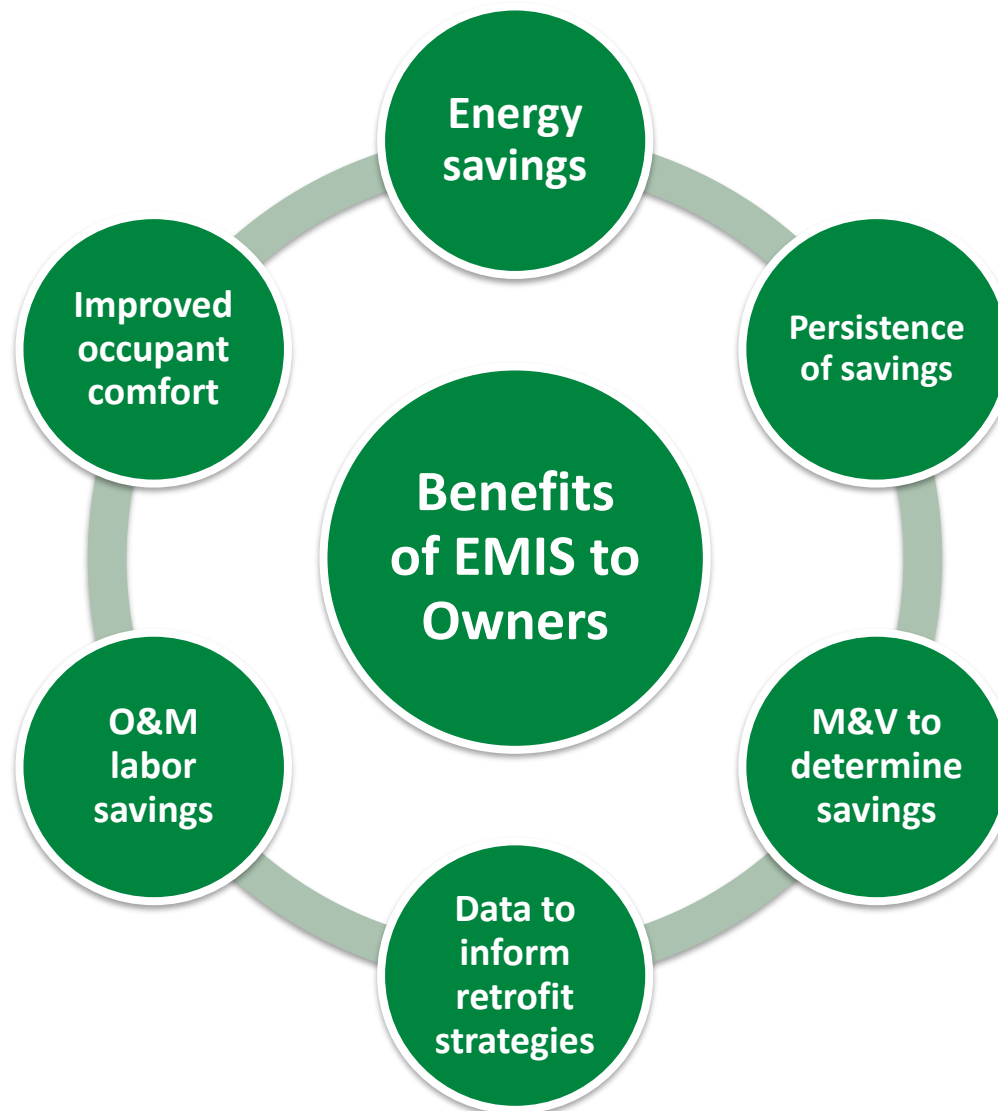 Energy
savings
Persistence
of savings
M&V to
determine
savings
Data to
inform
retrofit
strategies
O&M
labor
savings
Improved
occupant
comfort
Benefits
of EMIS to
Owners